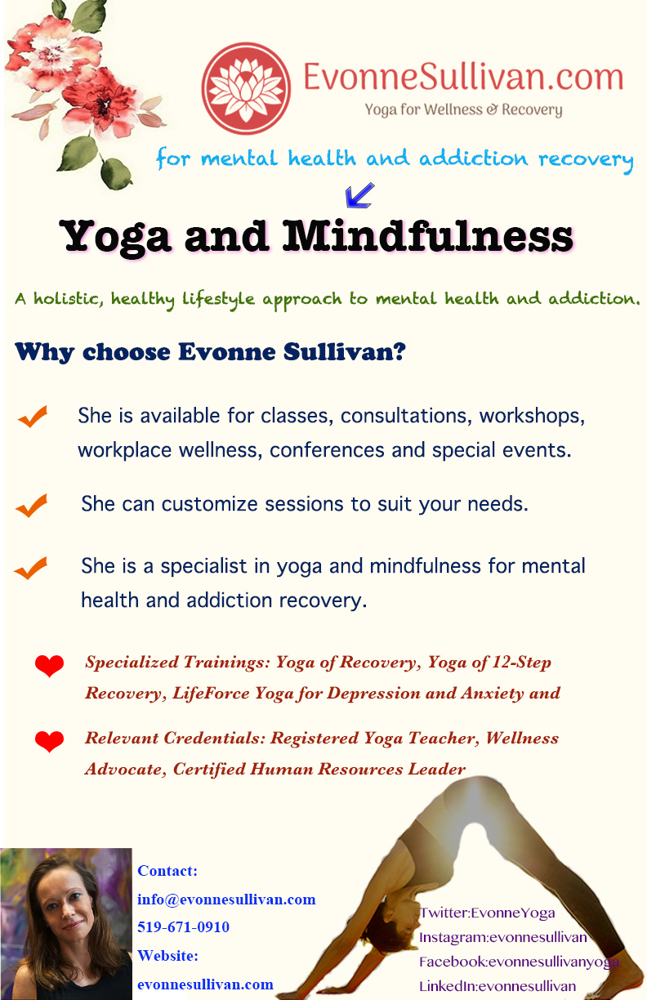 EvonneSullivan.com
Yoga for Wellness & Recovery
for mental health and addiction recovery
Yoga and Mindfulness
A holistic, healthy lifestyle approach to mental health and addiction.
Why choose Evonne Sullivan?
She is available for classes, consultations, workshops,
workplace wellness, conferences and special events.
She can customize sessions to suit your needs.
She is a specialist in yoga and mindfulness for mental
health and addiction recovery.
Specialized Trainings: Yoga of Recovery, Yoga of 12-Step
Recovery, LifeForce Yoga for Depression and Anxiety and
Relevant Credentials: Registered Yoga Teacher, Wellness
Advocate, Certified Human Resources Leader
Contact:
info@evonnesullivan.com
519-671-0910
Website:
evonnesullivan.com
Twitter:EvonneYoga
Instagram:evonnesullivan
Facebook:evonnesullivanyoga
LinkedIn:evonnesullivan